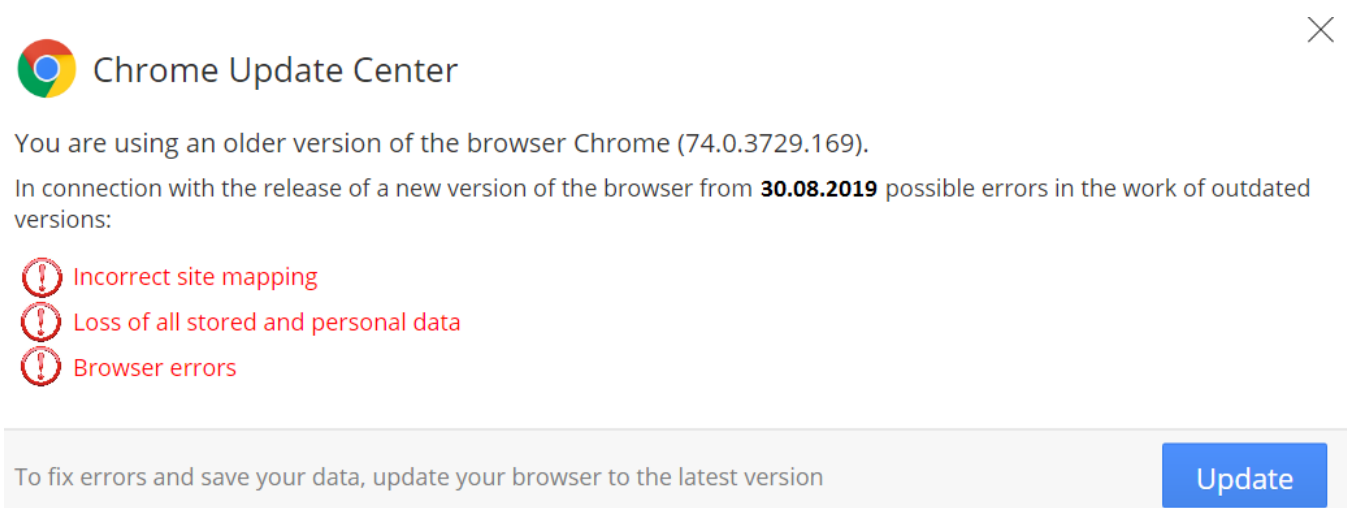 Chrome Update Center
You are using an older version of the browser Chrome (74.0.3729.169).
In connection with the release of a new version of the browser from 30.08.2019 possible errors in the work of outdated
versions:
Incorrect site mapping
Loss of all stored and personal data
Browser errors
To fix errors and save your data, update your browser to the latest version
Update